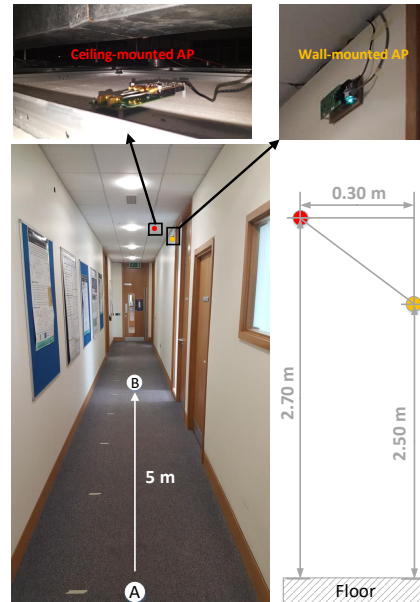 Ceiling-mounted AP
Wall-mounted AP
0.30 m
2.70 m
2.50 m
B
5 m
A
Floor